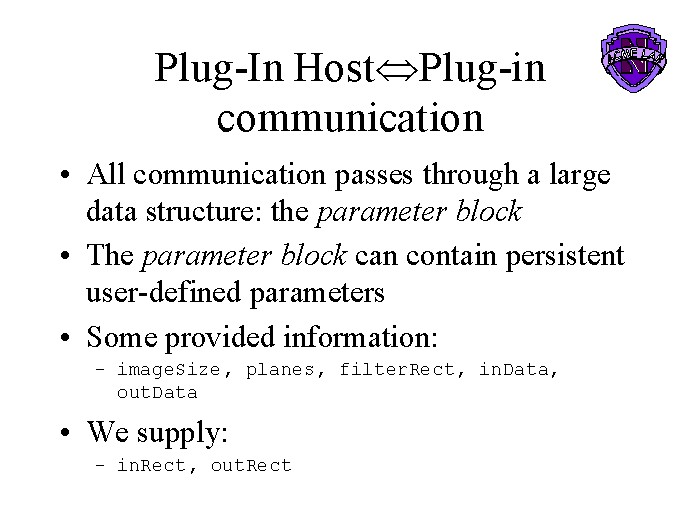 Plug-In Host⇔Plug-in
communication
• All communication passes through a large
data structure: the parameter block
• The parameter block can contain persistent
user-defined parameters
• Some provided information:
– image.Size, planes, filter.Rect, in.Data,
out.Data
• We supply:
– in.Rect, out.Rect